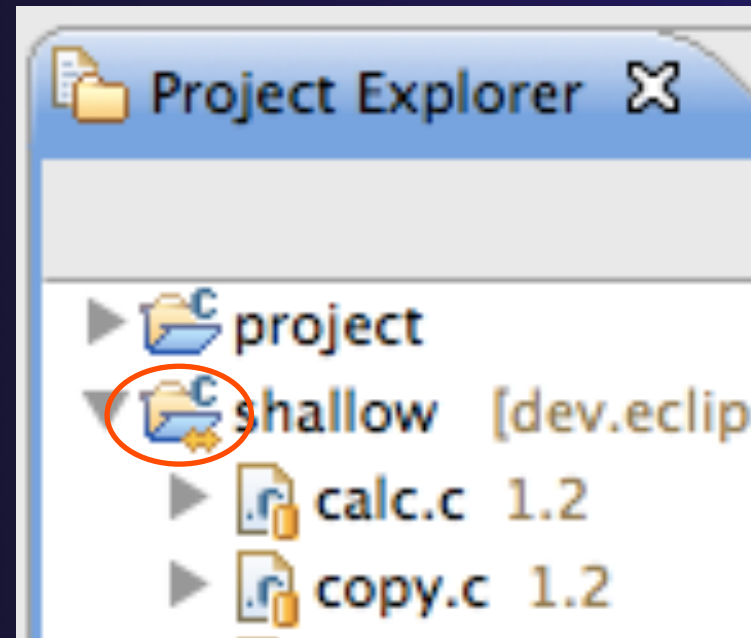 Project Explorer
project
shallow [dev.eclip
calc.c 1.2
copy.c 1.2